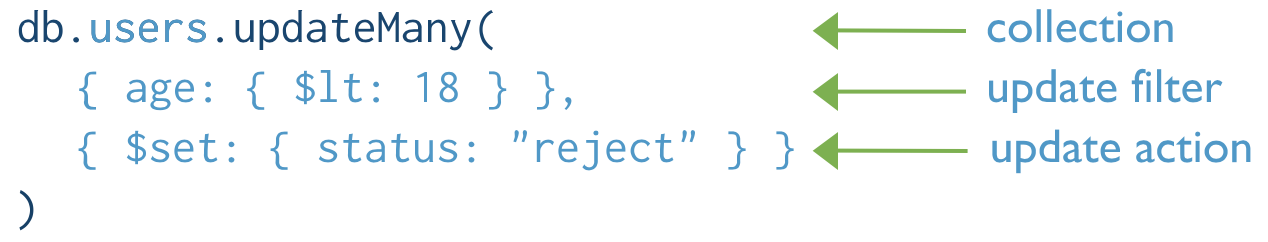 db.users.updateMany( collection
{ age: { $lt: 18 } }, update filter
{ $set: { status: "reject" } } update action
)